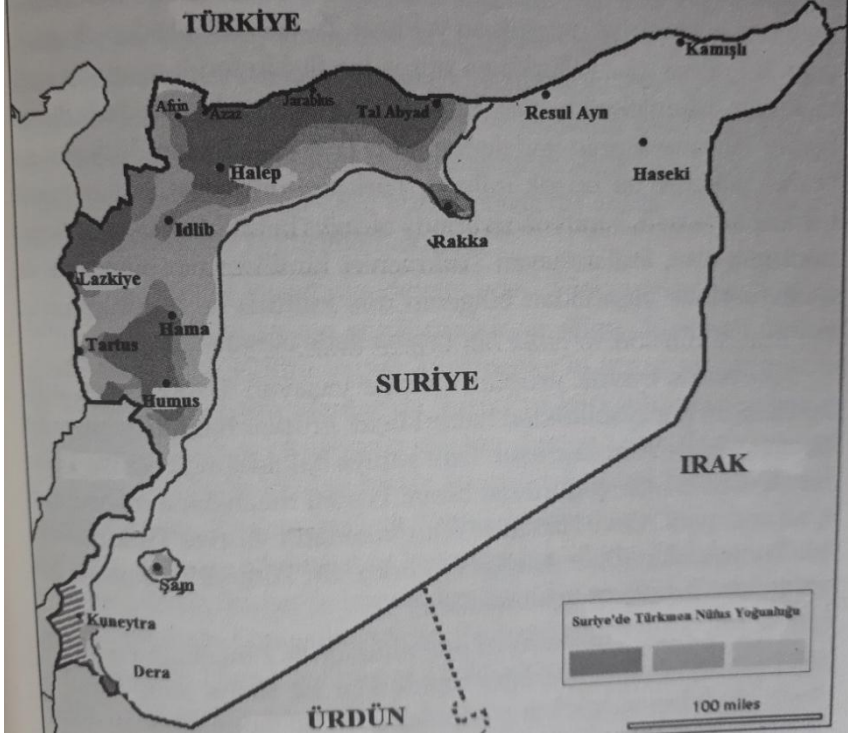 TÜRKİYE
Kamışlı
Afrin
Azaz
Jarablus
Tal Abyad
Resul Ayn
Halep
Haseki
Idlib
Rakka
Lazkiye
Hama
Tartus
SURİYE
Humus
IRAK
Şam
Suriye'de Türkmen Nüfus Yoğunluğu
Kuneytra
Dera
100 miles
ÜRDÜN